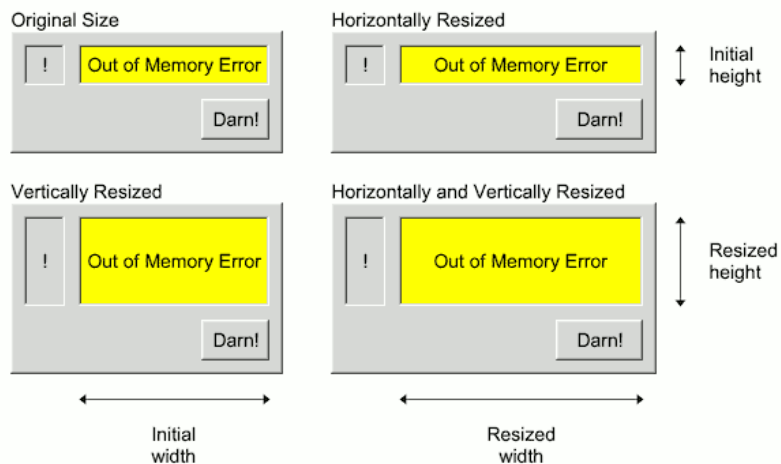 Original Size
! Out of Memory Error
Darn!
Horizontally Resized
! Out of Memory Error
Darn!
Initial
height
Vertically Resized
! Out of Memory Error
Darn!
Horizontally and Vertically Resized
! Out of Memory Error
Darn!
Resized
height
Initial
width
Resized
width